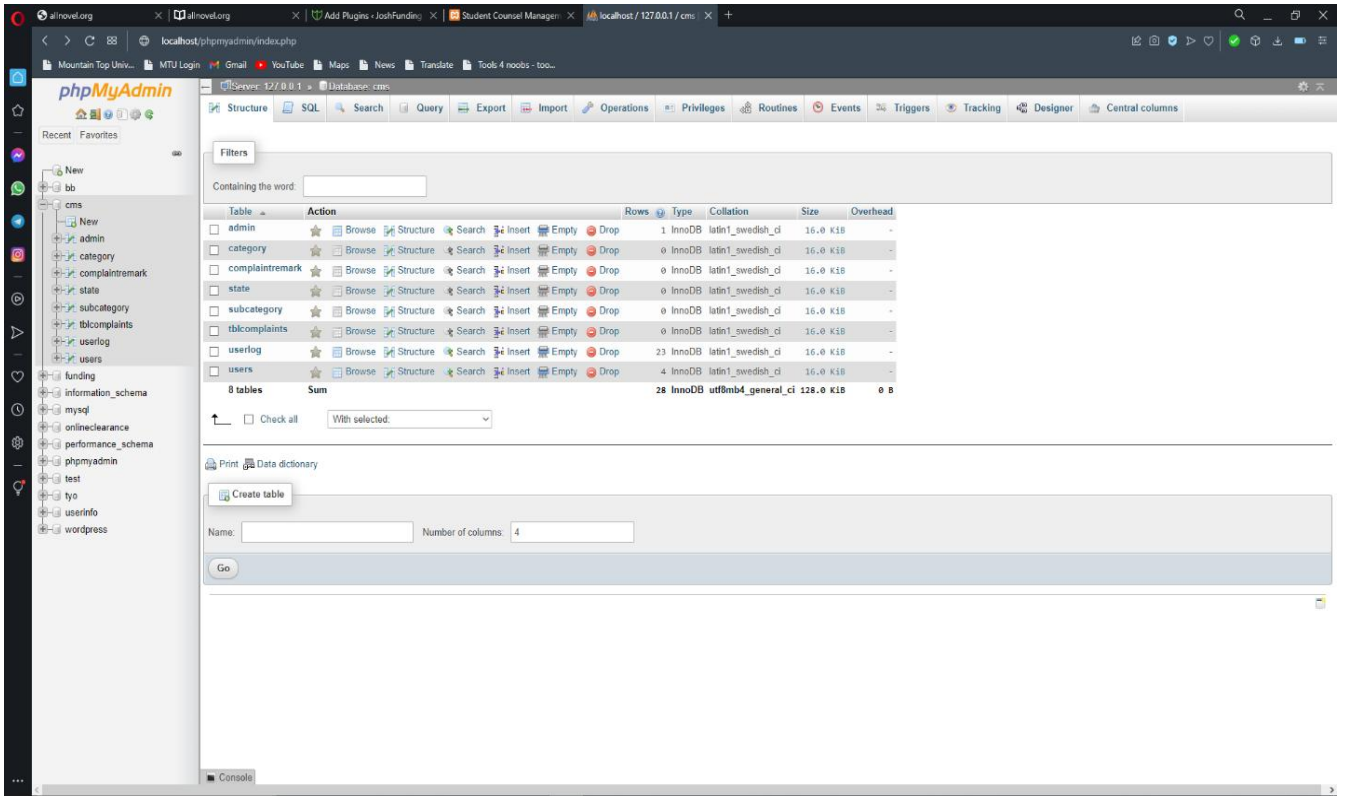 allnovel.org
allnovel.org
Add Plugins ‹ JoshFunding
Student Counsel Managem
localhost / 127.0.0.1 / cms |
localhost/phpmyadmin/index.php
Mountain Top Univ... MTU Login Gmail YouTube Maps News Translate Tools 4 noobs - too...
phpMyAdmin
Recent Favorites
New
bb
cms
New
admin
category
complaintremark
state
subcategory
tblcomplaints
userlog
users
funding
information_schema
mysql
onlineclearance
performance_schema
phpmyadmin
test
tyo
userinfo
wordpress
Server: 127.0.0.1 » Database: cms
Structure SQL Search Query Export Import Operations Privileges Routines Events Triggers Tracking Designer Central columns
Filters
Containing the word:
Table Action Rows Type Collation Size Overhead
admin Browse Structure Search Insert Empty Drop 1 InnoDB latin1_swedish_ci 16.0 KiB -
category Browse Structure Search Insert Empty Drop 0 InnoDB latin1_swedish_ci 16.0 KiB -
complaintremark Browse Structure Search Insert Empty Drop 0 InnoDB latin1_swedish_ci 16.0 KiB -
state Browse Structure Search Insert Empty Drop 0 InnoDB latin1_swedish_ci 16.0 KiB -
subcategory Browse Structure Search Insert Empty Drop 0 InnoDB latin1_swedish_ci 16.0 KiB -
tblcomplaints Browse Structure Search Insert Empty Drop 0 InnoDB latin1_swedish_ci 16.0 KiB -
userlog Browse Structure Search Insert Empty Drop 23 InnoDB latin1_swedish_ci 16.0 KiB -
users Browse Structure Search Insert Empty Drop 4 InnoDB latin1_swedish_ci 16.0 KiB -
8 tables Sum 28 InnoDB utf8mb4_general_ci 128.0 KiB 0 B
Check all With selected:
Print Data dictionary
Create table
Name: Number of columns: 4
Go
Console